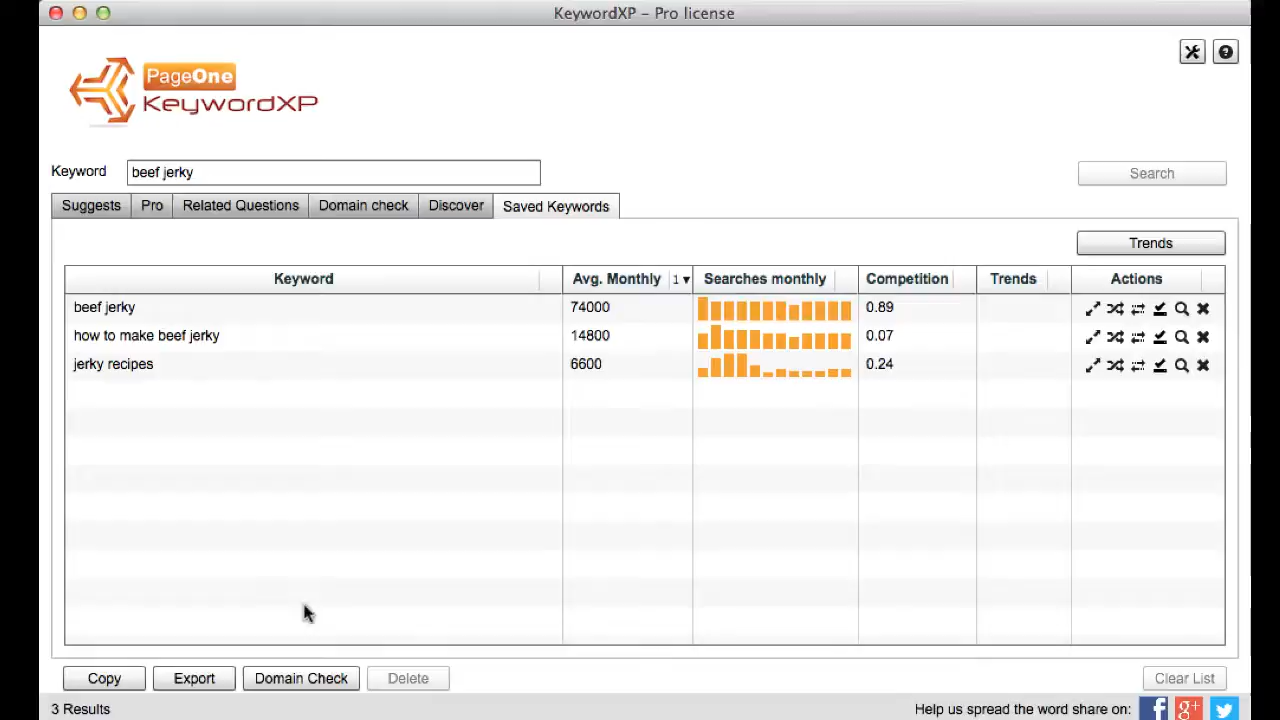 KeywordXP – Pro license
PageOne
KeywordXP
Keyword beef jerky Search
Suggests Pro Related Questions Domain check Discover Saved Keywords
Trends
Keyword Avg. Monthly 1 Searches monthly Competition Trends Actions
beef jerky 74000 0.89
how to make beef jerky 14800 0.07
jerky recipes 6600 0.24
Copy Export Domain Check Delete Clear List
3 Results Help us spread the word share on: